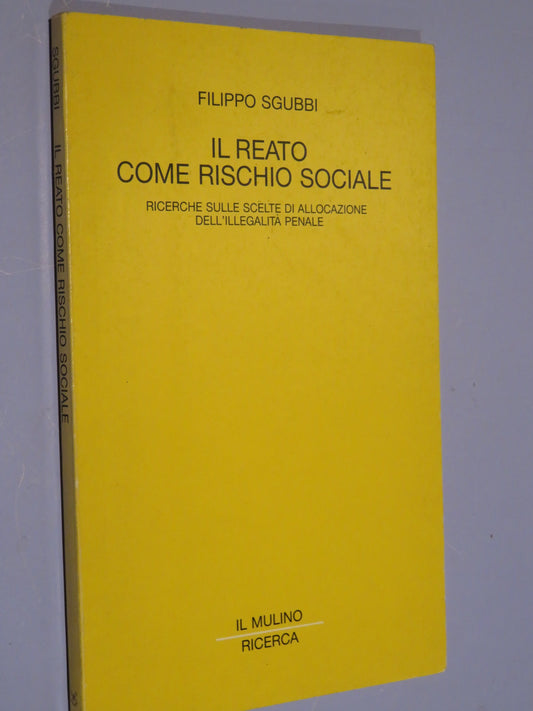 FILIPPO SGUBBI
IL REATO
COME RISCHIO SOCIALE
RICERCHE SULLE SCELTE DI ALLOCAZIONE
DELL'ILLEGALITÀ PENALE
IL MULINO
RICERCA
SGUBBI IL REATO COME RISCHIO SOCIALE